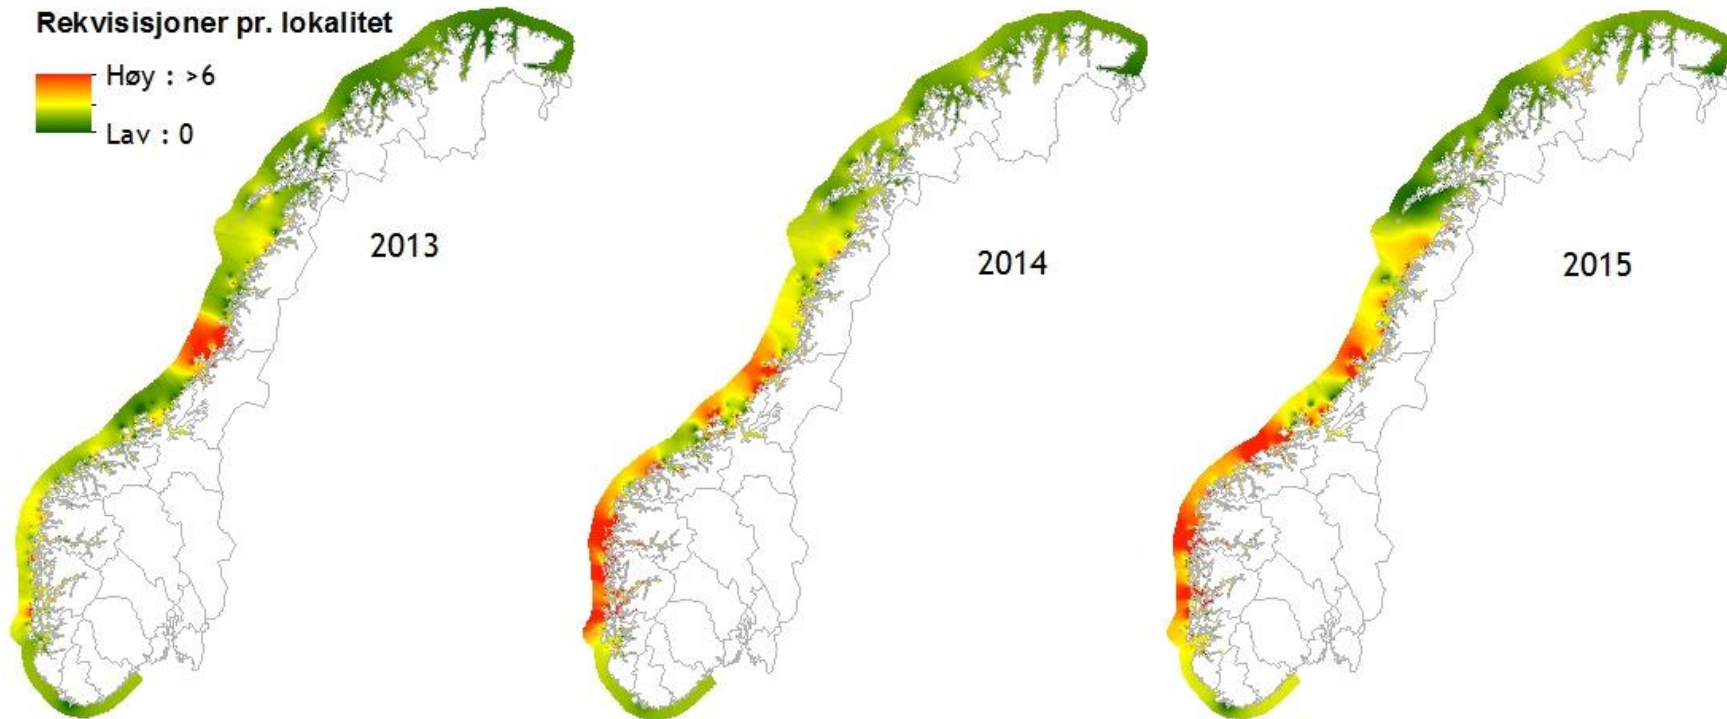 Rekvisisjoner pr. lokalitet
Høy : >6
Lav : 0
2013
2014
2015